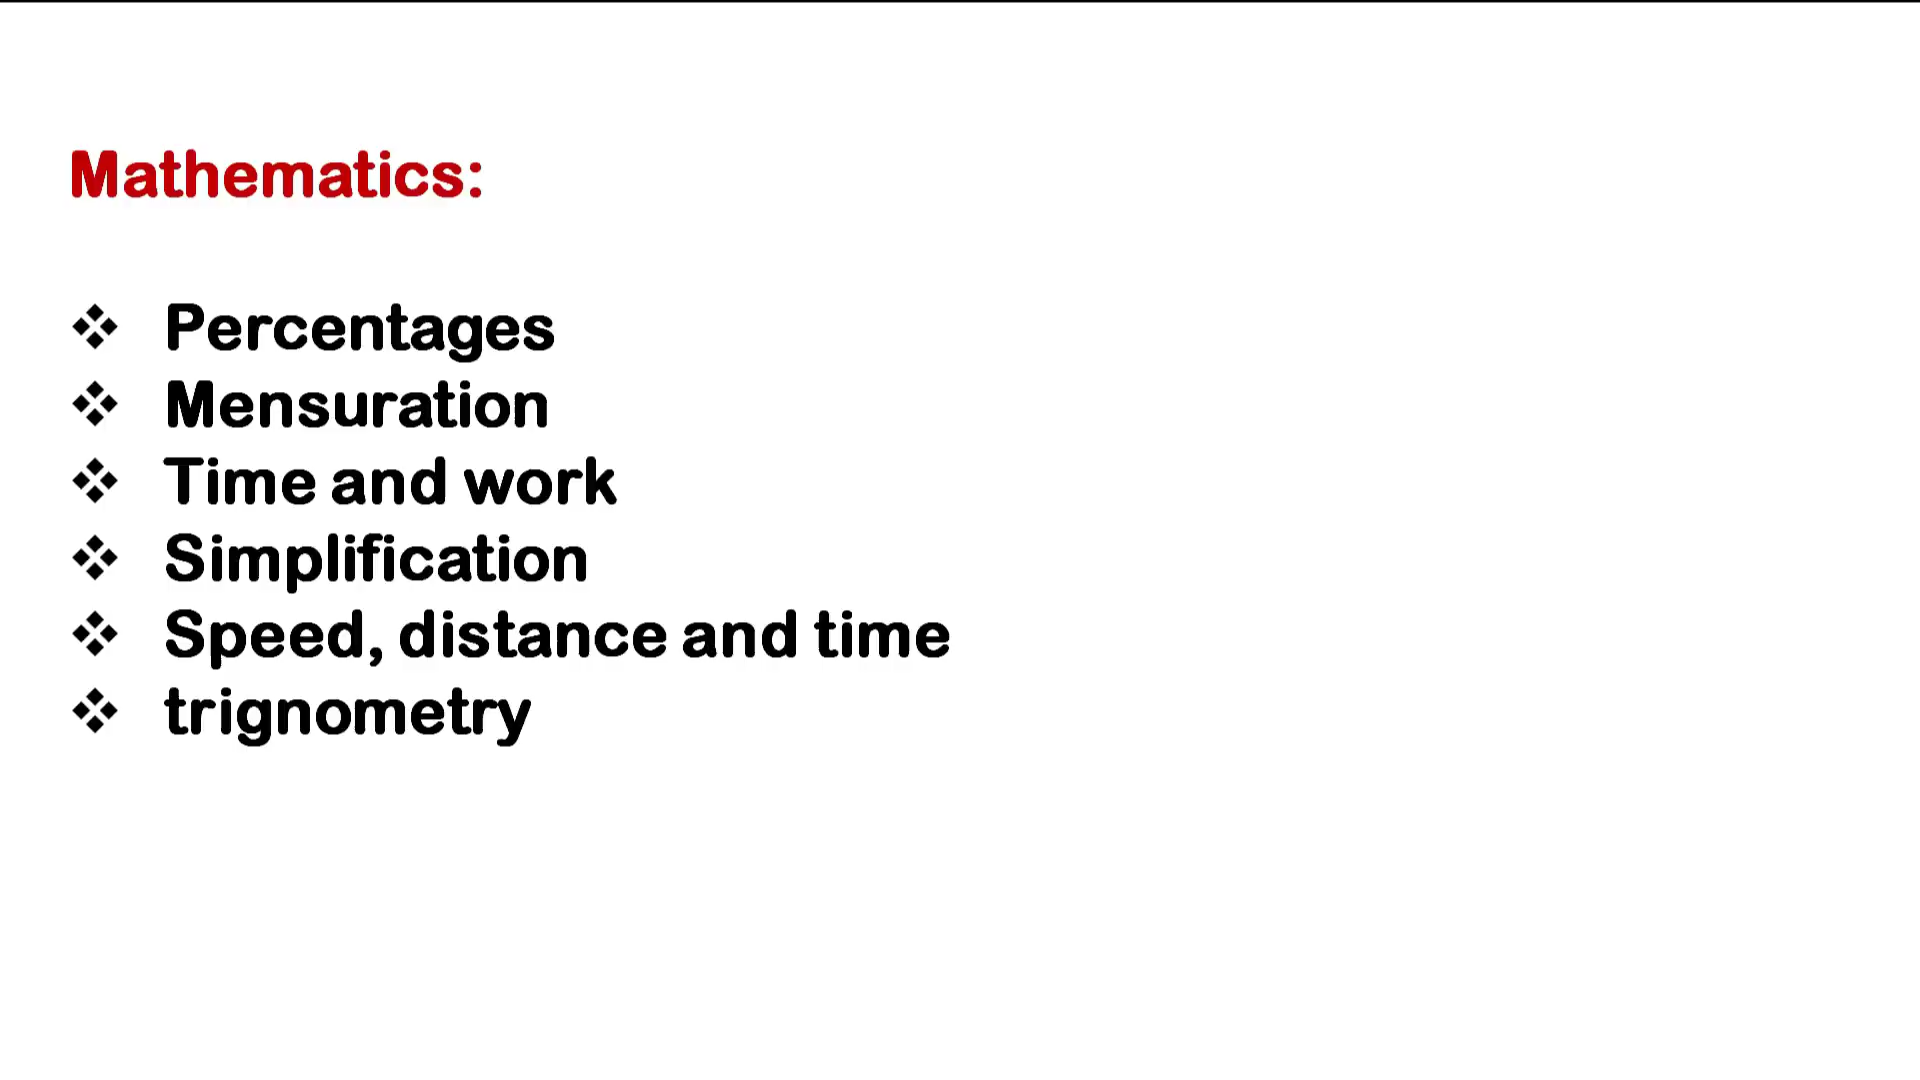 Mathematics:
❖ Percentages
❖ Mensuration
❖ Time and work
❖ Simplification
❖ Speed, distance and time
❖ trignometry